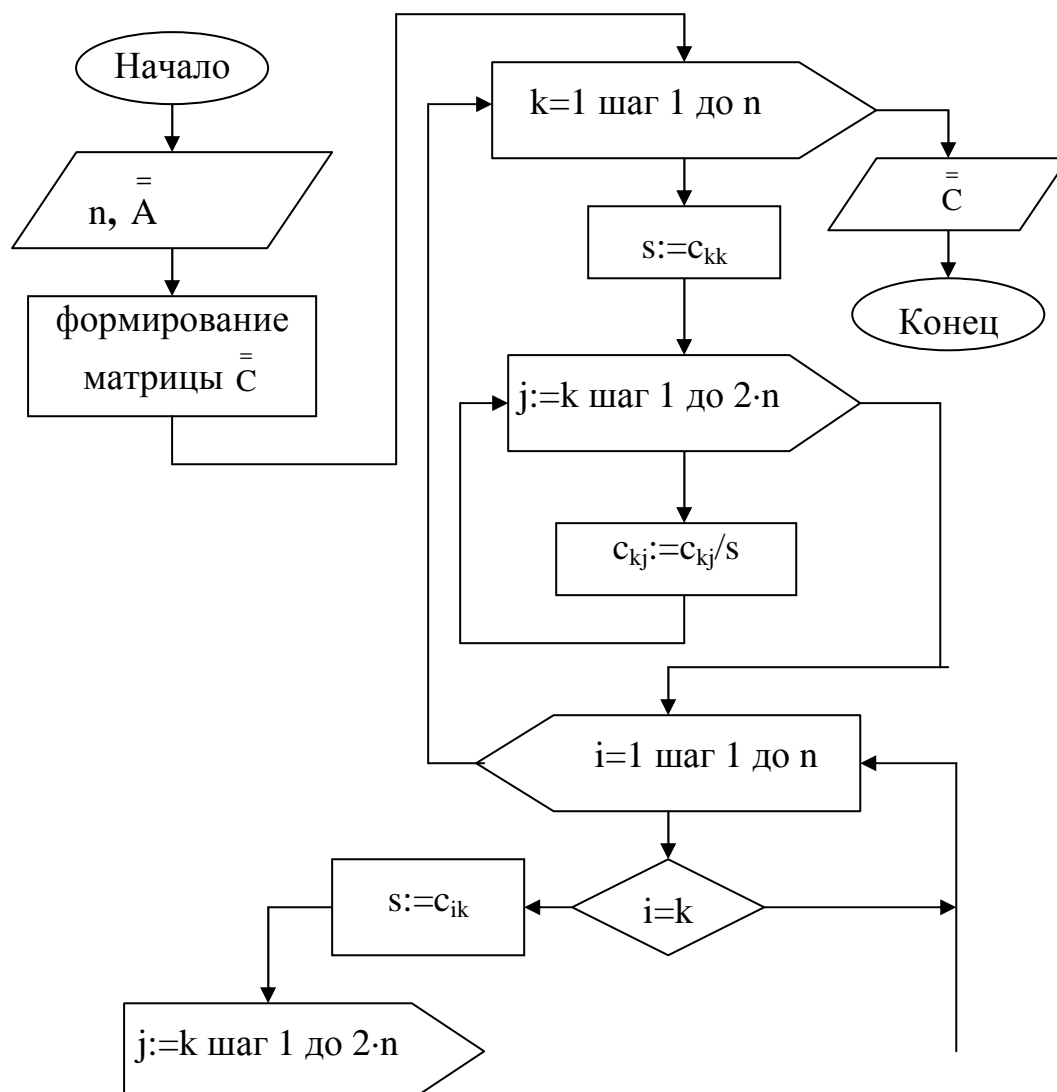 Начало
n, A̿
формирование
матрицы C̿
k=1 шаг 1 до n
C̿
s:=cₖₖ
Конец
j:=k шаг 1 до 2·n
cₖⱼ:=cₖⱼ/s
i=1 шаг 1 до n
s:=cᵢₖ
i=k
j:=k шаг 1 до 2·n